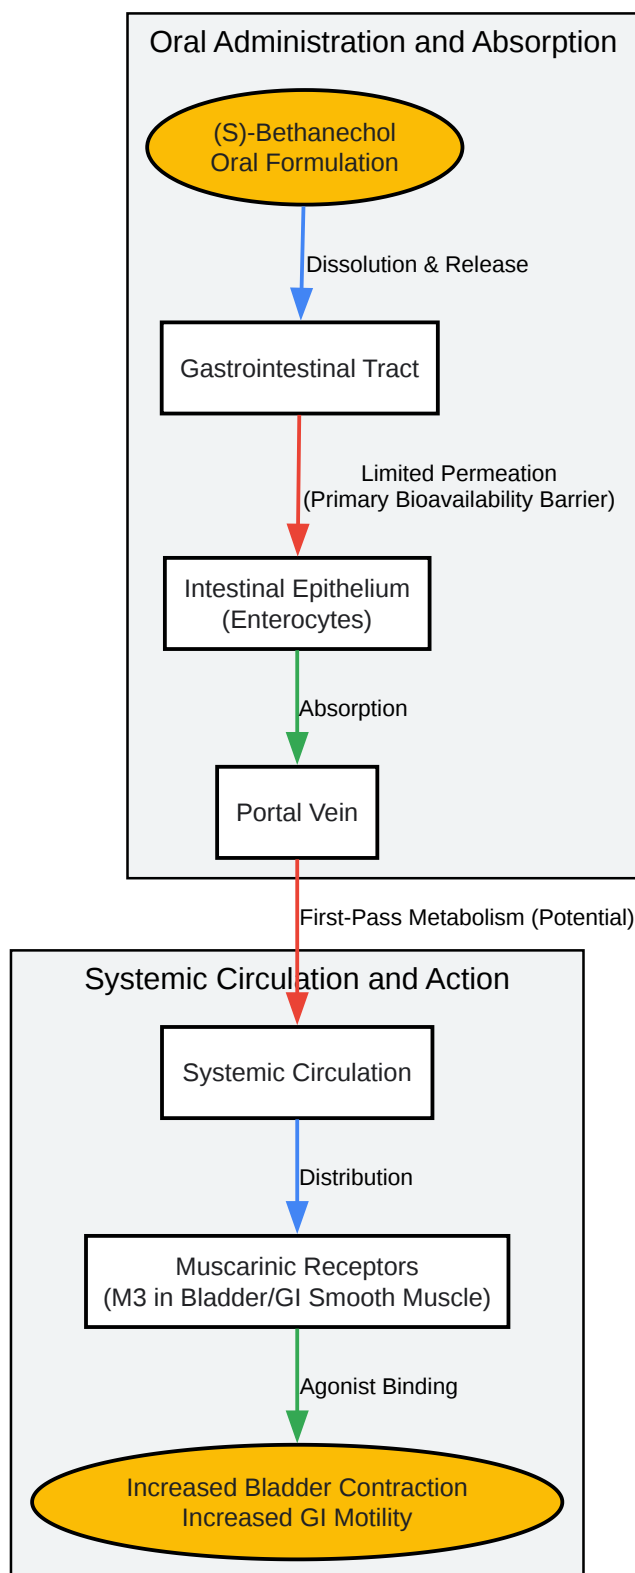 Oral Administration and Absorption
(S)-Bethanechol
Oral Formulation
Dissolution & Release
Gastrointestinal Tract
Limited Permeation
(Primary Bioavailability Barrier)
Intestinal Epithelium
(Enterocytes)
Absorption
Portal Vein
First-Pass Metabolism (Potential)
Systemic Circulation and Action
Systemic Circulation
Distribution
Muscarinic Receptors
(M3 in Bladder/GI Smooth Muscle)
Agonist Binding
Increased Bladder Contraction
Increased GI Motility